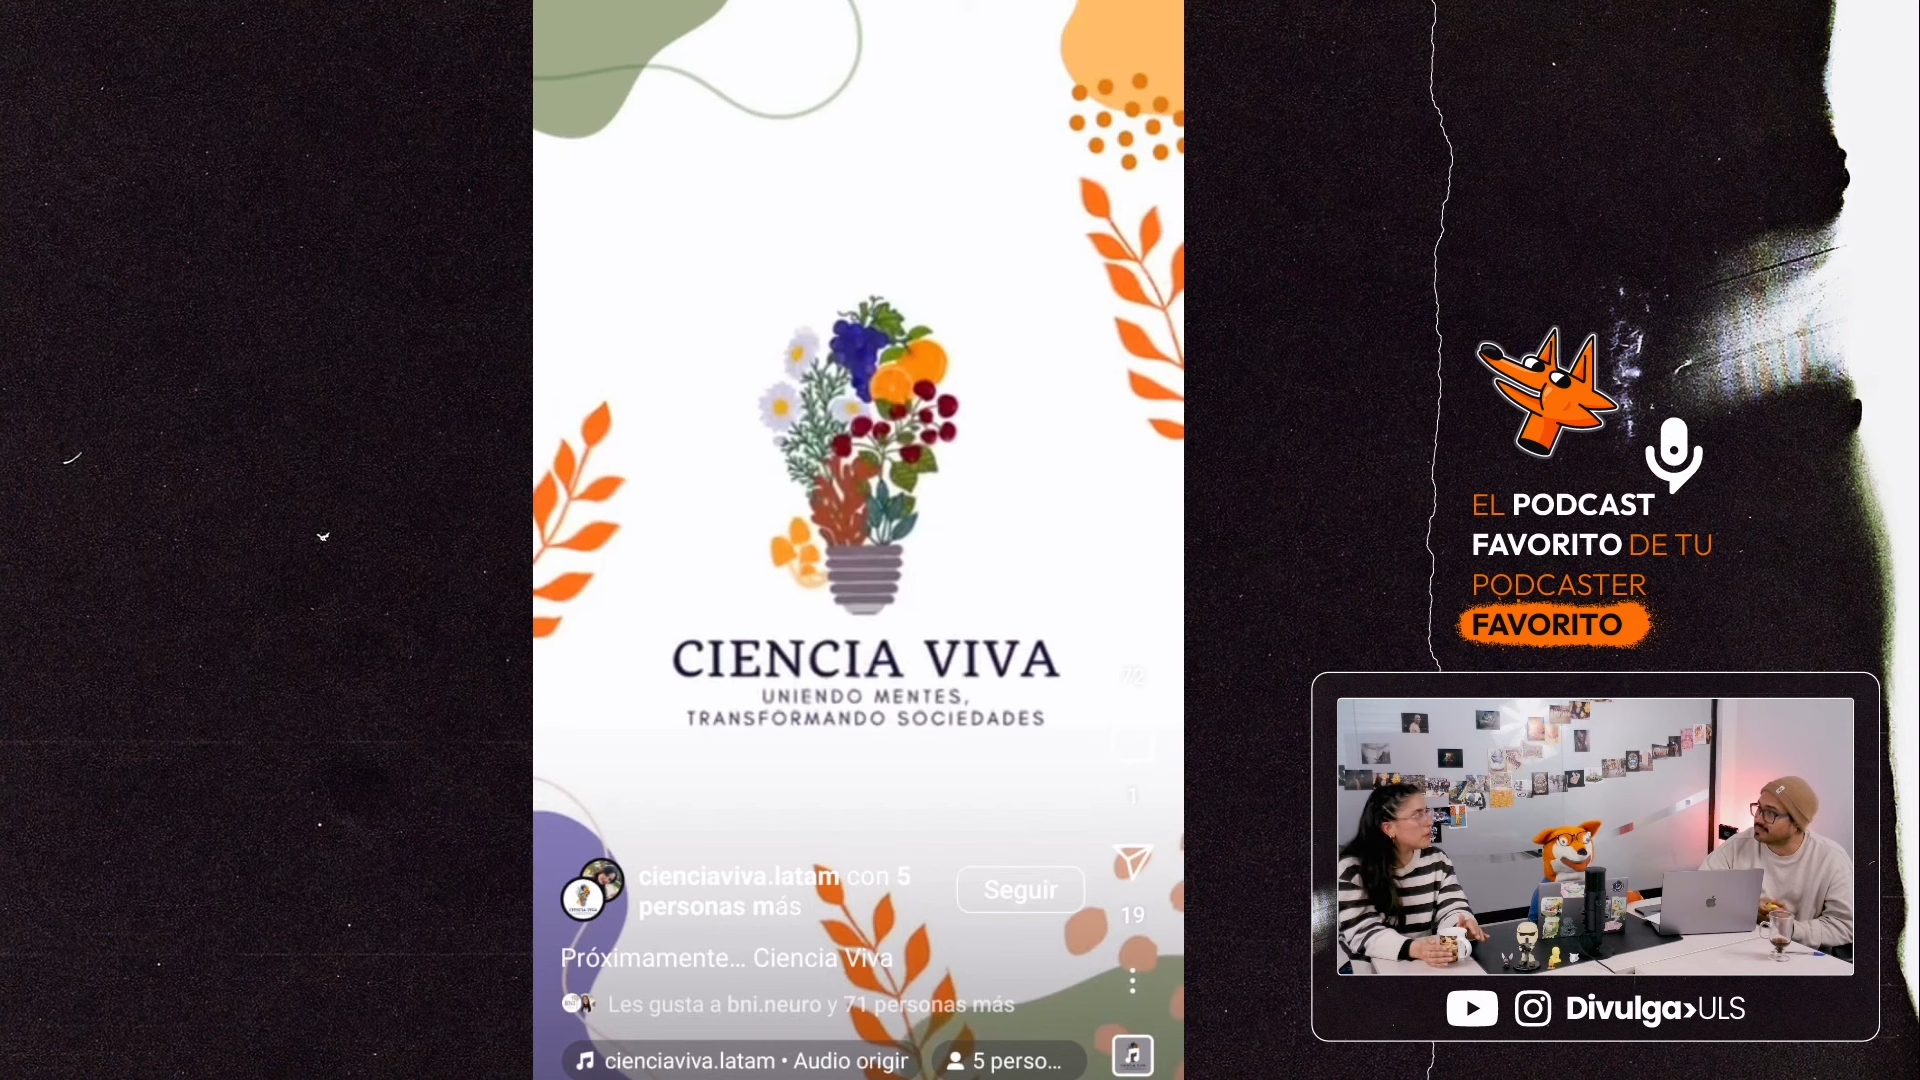 CIENCIA VIVA
UNIENDO MENTES,
TRANSFORMANDO SOCIEDADES
72
1
19
cienciaviva.latam con 5
personas más
Seguir
Próximamente... Ciencia Viva
Les gusta a bni.neuro y 71 personas más
cienciaviva.latam • Audio origir
5 perso...
EL PODCAST
FAVORITO DE TU
PODCASTER
FAVORITO
Divulga›ULS